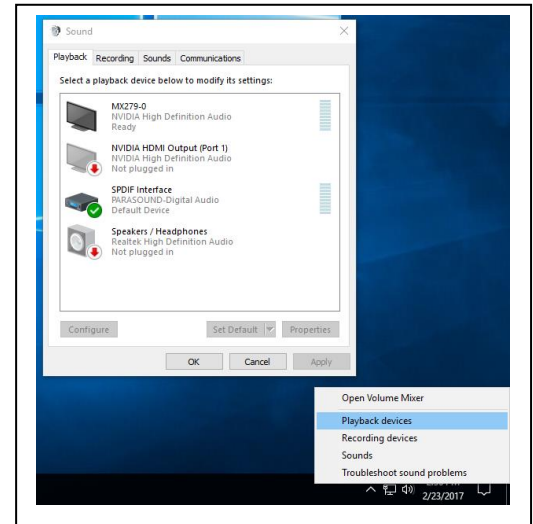 Sound
Playback Recording Sounds Communications
Select a playback device below to modify its settings:
MX279-0
NVIDIA High Definition Audio
Ready
NVIDIA HDMI Output (Port 1)
NVIDIA High Definition Audio
Not plugged in
SPDIF Interface
PARASOUND-Digital Audio
Default Device
Speakers / Headphones
Realtek High Definition Audio
Not plugged in
Configure Set Default Properties
OK Cancel Apply
Open Volume Mixer
Playback devices
Recording devices
Sounds
Troubleshoot sound problems
2/23/2017